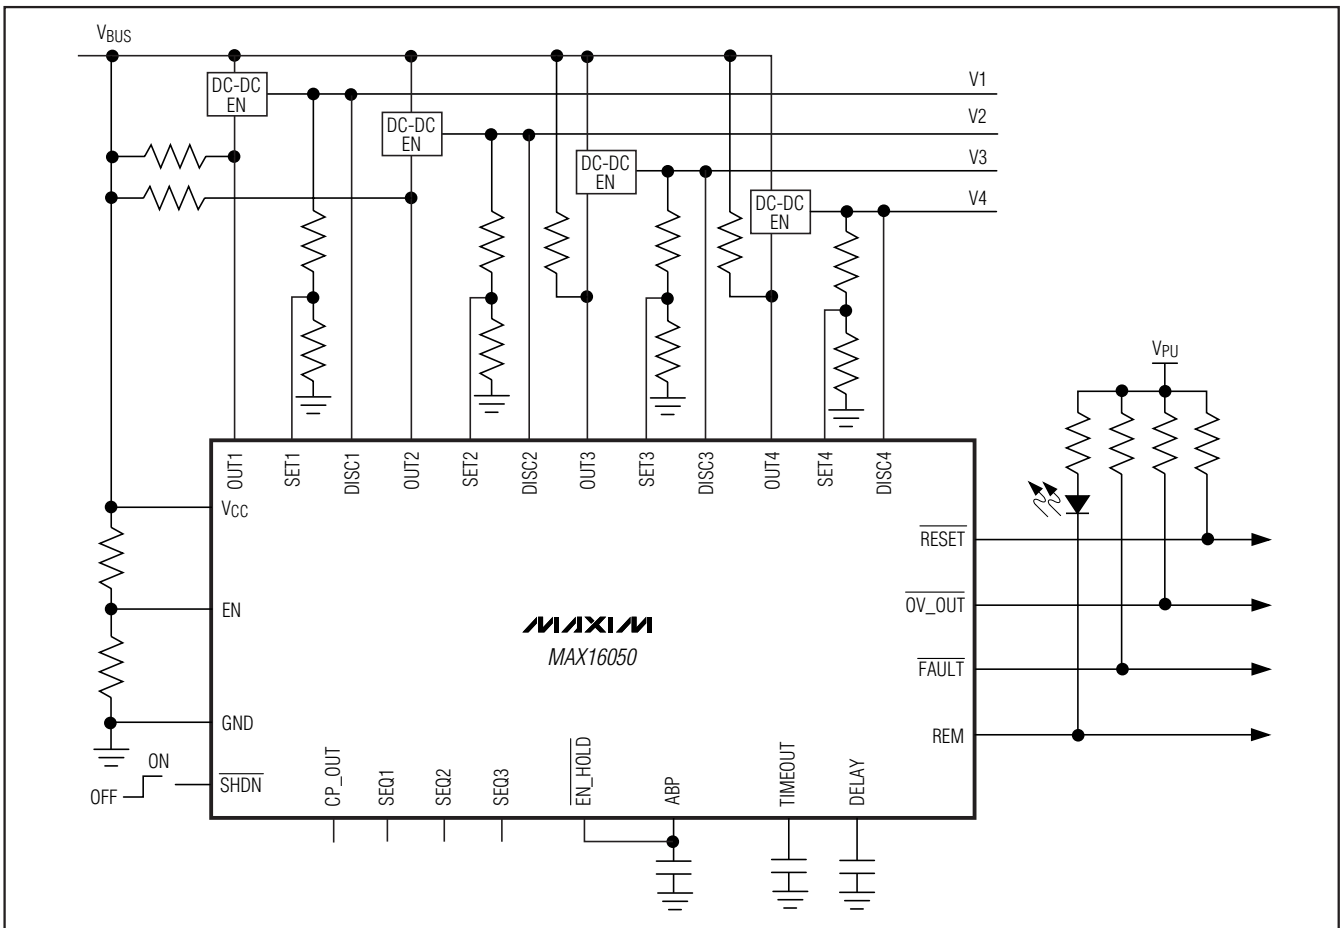 VBUS
DC-DC
EN
V1
DC-DC
EN
V2
DC-DC
EN
V3
DC-DC
EN
V4
VPU
OUT1
SET1
DISC1
OUT2
SET2
DISC2
OUT3
SET3
DISC3
OUT4
SET4
DISC4
VCC
RESET
EN
OV_OUT
MAXIM
MAX16050
FAULT
GND
REM
ON
OFF
SHDN
CP_OUT
SEQ1
SEQ2
SEQ3
EN_HOLD
ABP
TIMEOUT
DELAY